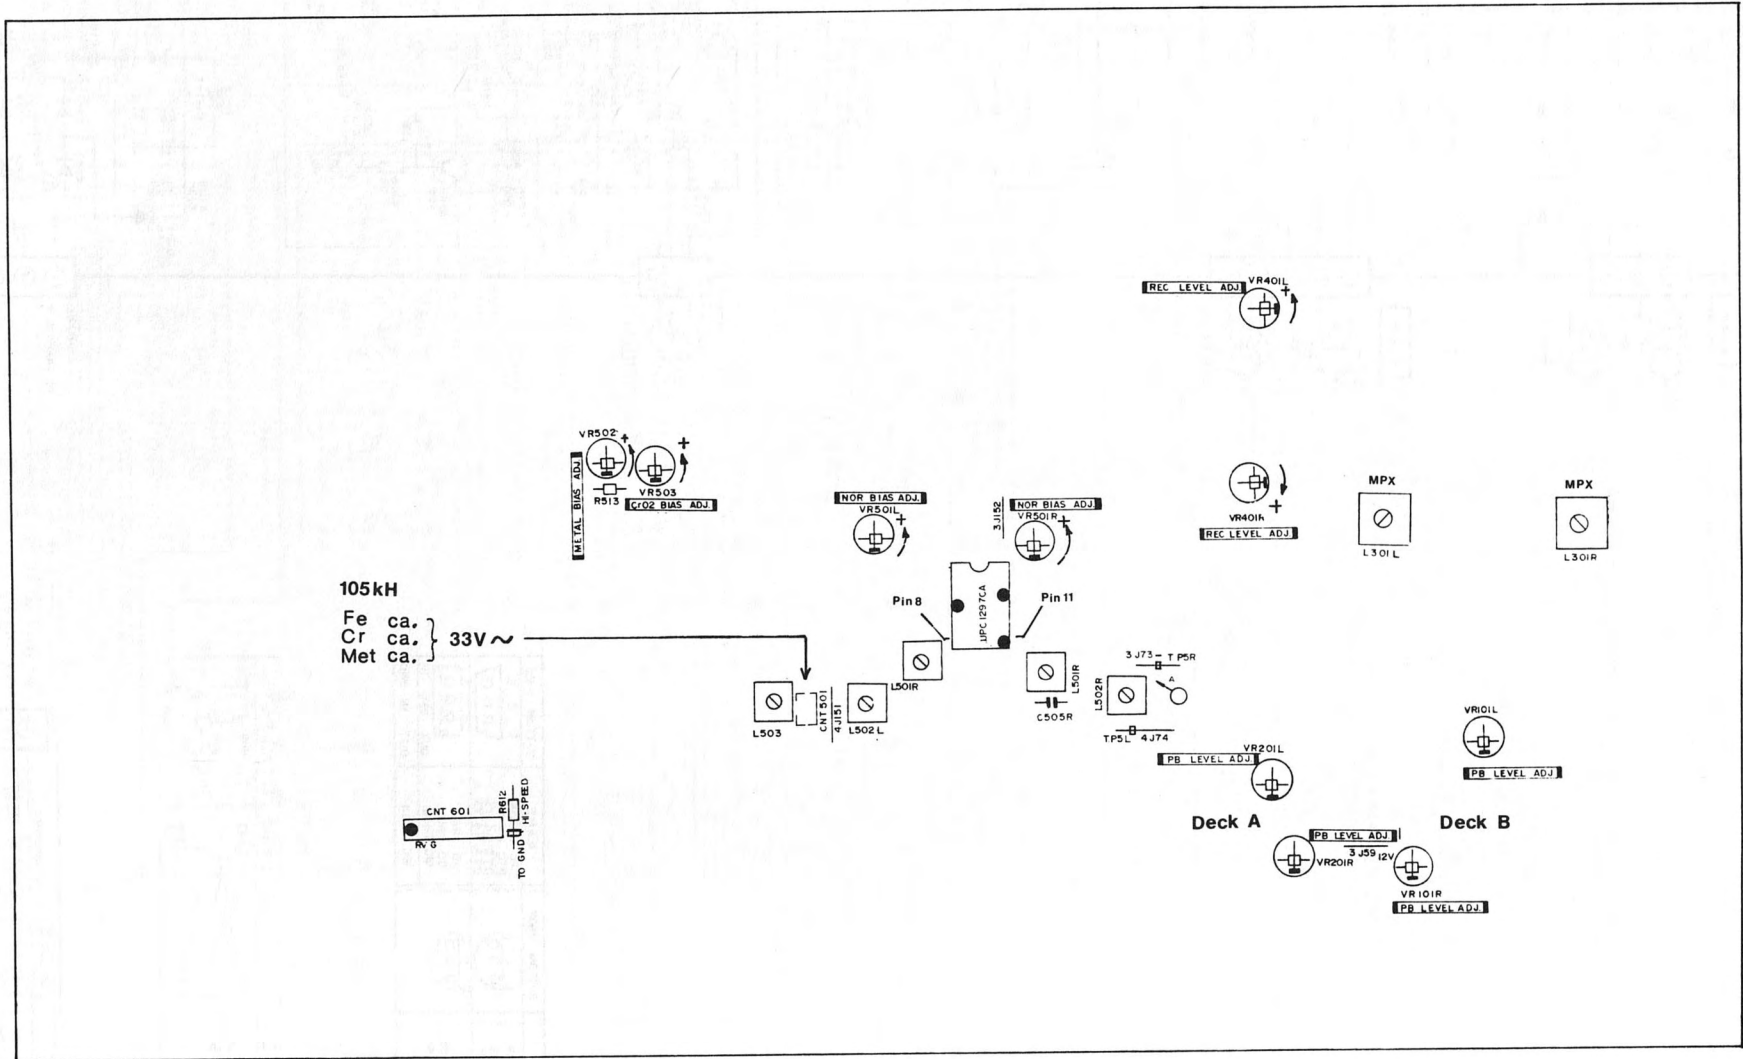 VR401L
REC LEVEL ADJ.
+
VR502
+
METAL BIAS ADJ.
R513
+
VR503
CrO2 BIAS ADJ.
NOR BIAS ADJ.
VR501L
+
3J152
NOR BIAS ADJ.
VR501R
+
+
VR401R
REC LEVEL ADJ
MPX
L301L
MPX
L301R
105kH
Fe ca.
Cr ca.
Met ca.
33V ~
Pin 8
UPC1297CA
Pin 11
L501R
L503
CNT 501
4J151
L502L
L501R
C505R
3J73 - TP5R
A
L502R
TP5L 4J74
VR201L
PB LEVEL ADJ.
VR101L
PB LEVEL ADJ
CNT 601
RVG
R612
HI-SPEED
TO GND
Deck A
Deck B
PB LEVEL ADJ
3J59 12V
VR201R
VR101R
PB LEVEL ADJ.